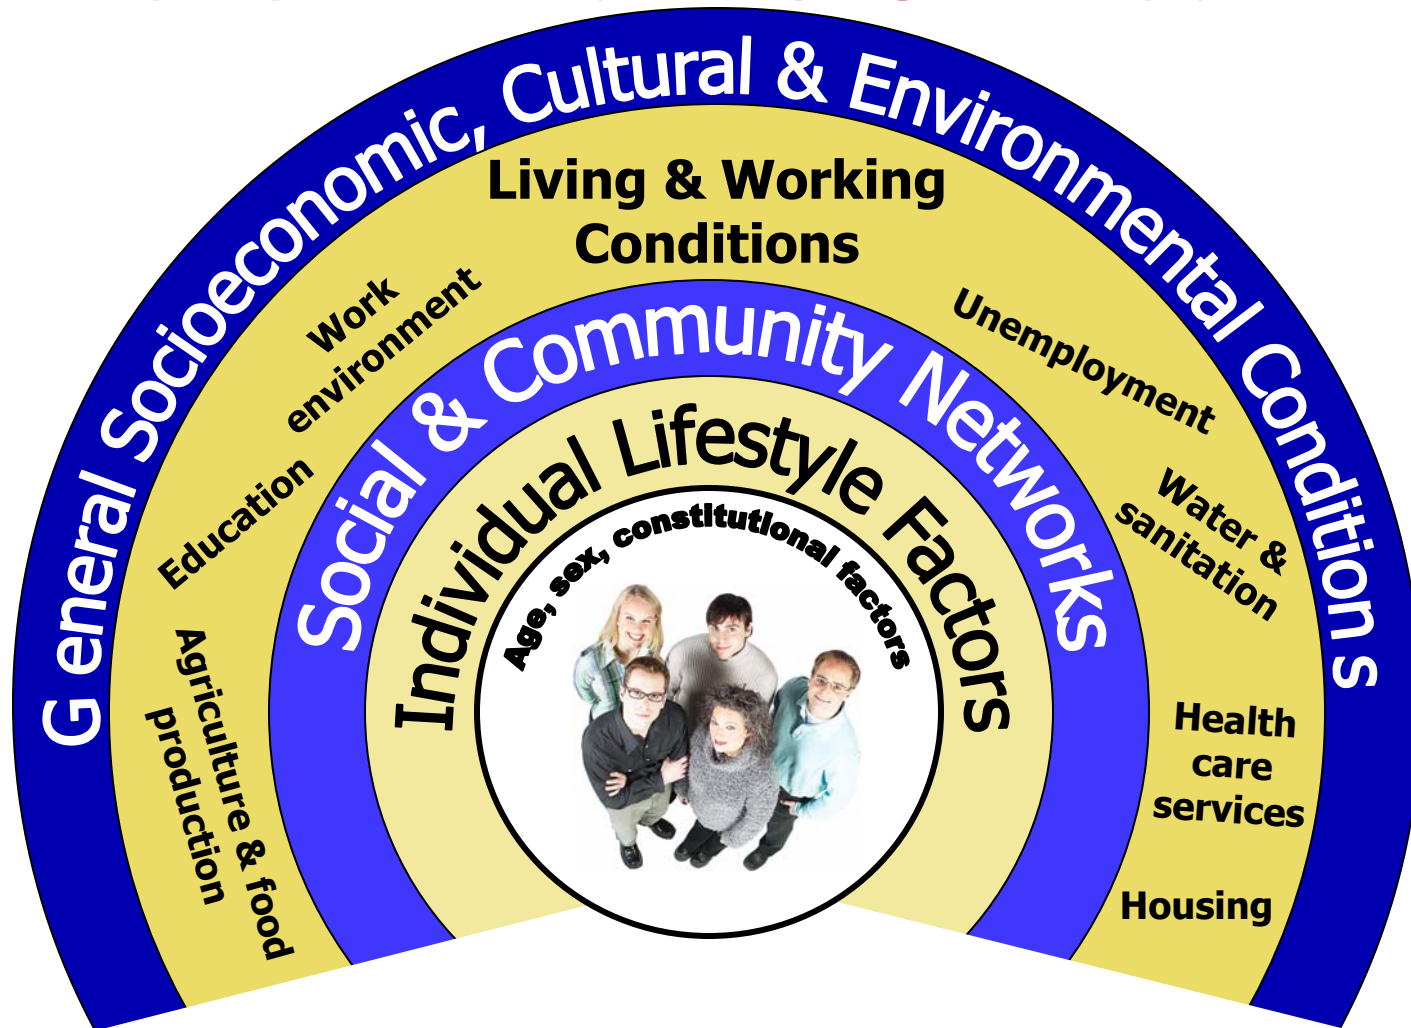 General Socioeconomic, Cultural & Environmental Conditions
Living & Working
Conditions
Work
environment
Unemployment
Education
Water &
sanitation
Agriculture & food
production
Health
care
services
Housing
Social & Community Networks
Individual Lifestyle Factors
Age, sex, constitutional factors